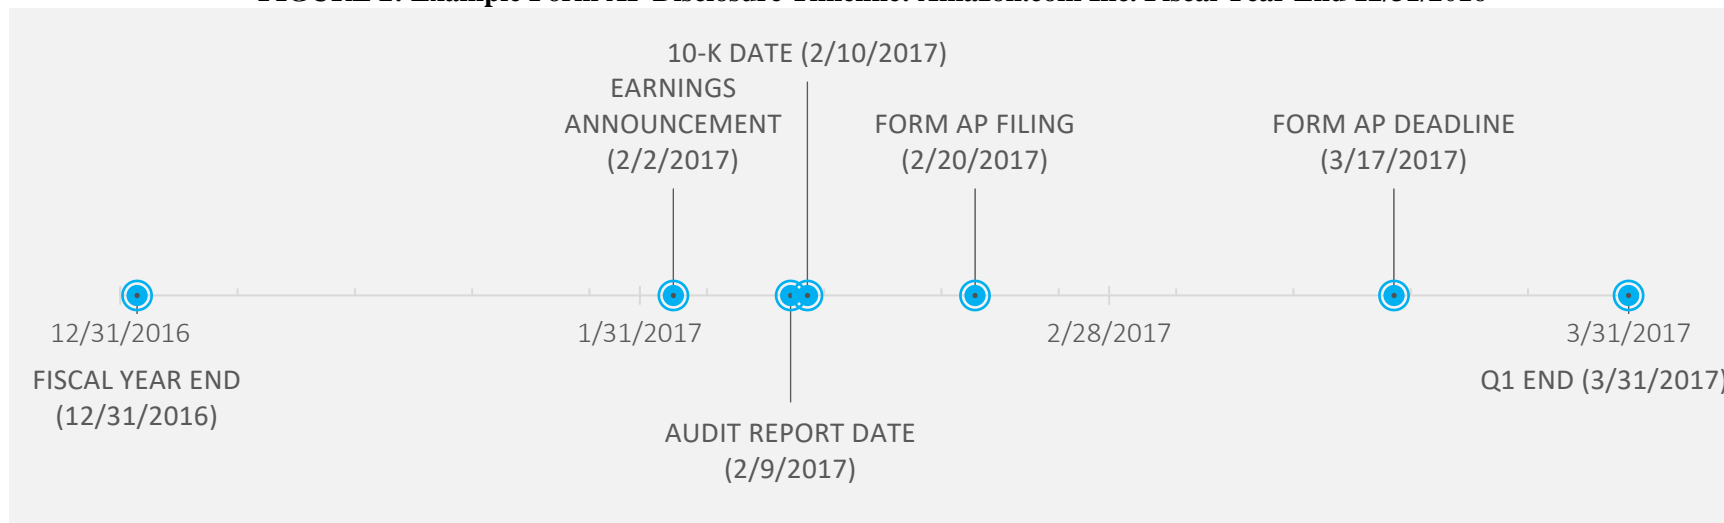 10-K DATE (2/10/2017)
EARNINGS
ANNOUNCEMENT
(2/2/2017)
FORM AP FILING
(2/20/2017)
FORM AP DEADLINE
(3/17/2017)
12/31/2016
1/31/2017
2/28/2017
3/31/2017
FISCAL YEAR END
(12/31/2016)
Q1 END (3/31/2017)
AUDIT REPORT DATE
(2/9/2017)